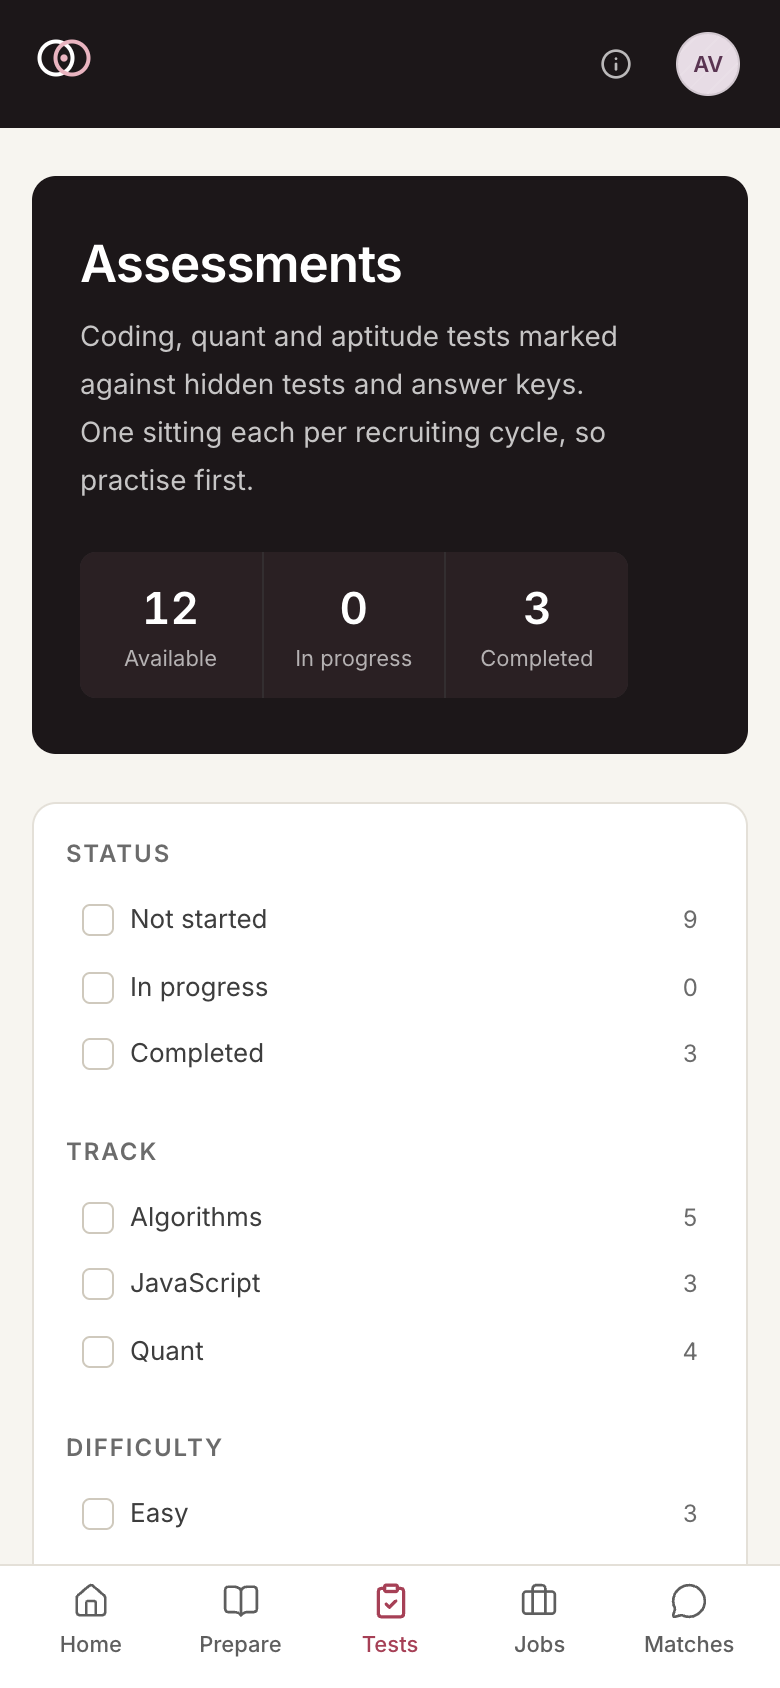 AV
Assessments
Coding, quant and aptitude tests marked
against hidden tests and answer keys.
One sitting each per recruiting cycle, so
practise first.
12 0 3
Available In progress Completed
STATUS
Not started 9
In progress 0
Completed 3
TRACK
Algorithms 5
JavaScript 3
Quant 4
DIFFICULTY
Easy 3
Home Prepare Tests Jobs Matches